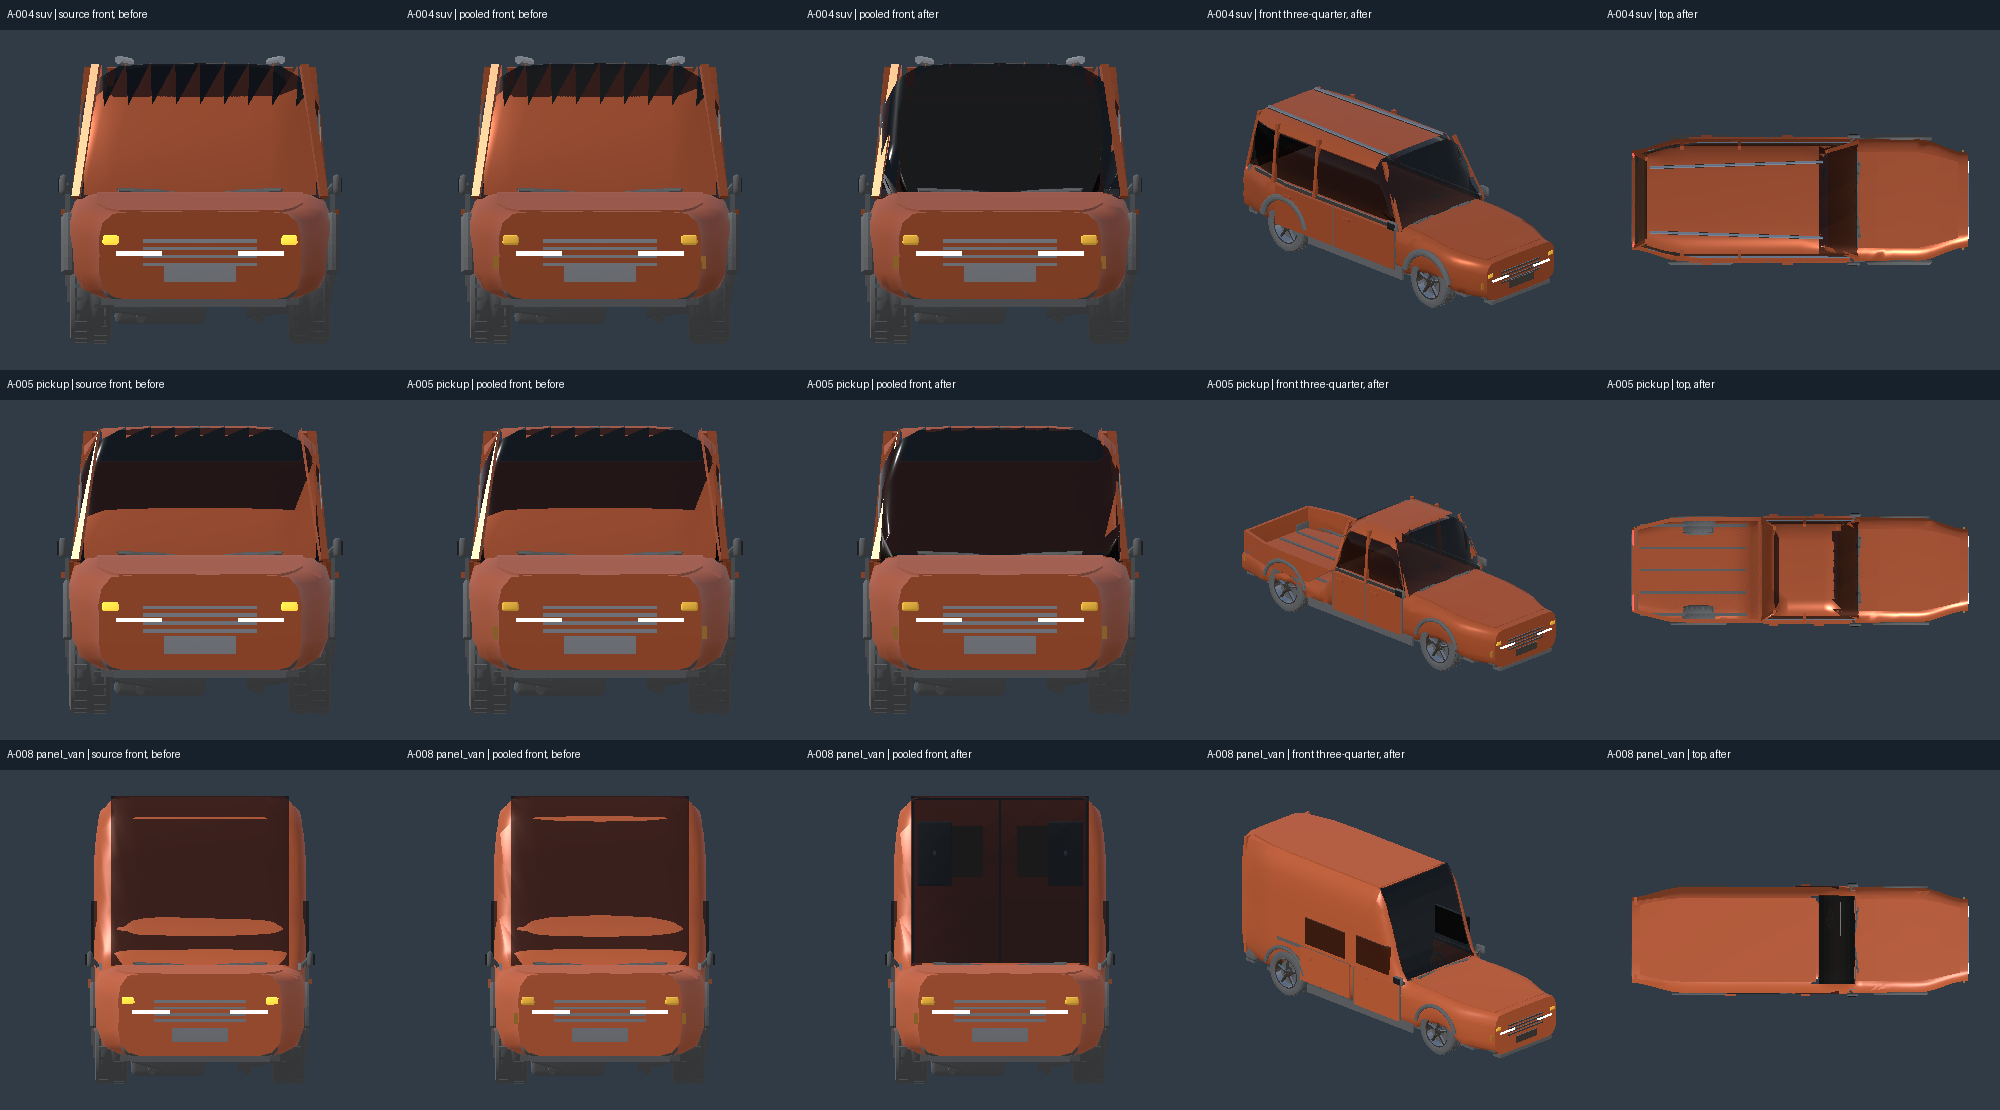 A-004 suv | source front, before
A-004 suv | pooled front, before
A-004 suv | pooled front, after
A-004 suv | front three-quarter, after
A-004 suv | top, after
A-005 pickup | source front, before
A-005 pickup | pooled front, before
A-005 pickup | pooled front, after
A-005 pickup | front three-quarter, after
A-005 pickup | top, after
A-008 panel_van | source front, before
A-008 panel_van | pooled front, before
A-008 panel_van | pooled front, after
A-008 panel_van | front three-quarter, after
A-008 panel_van | top, after